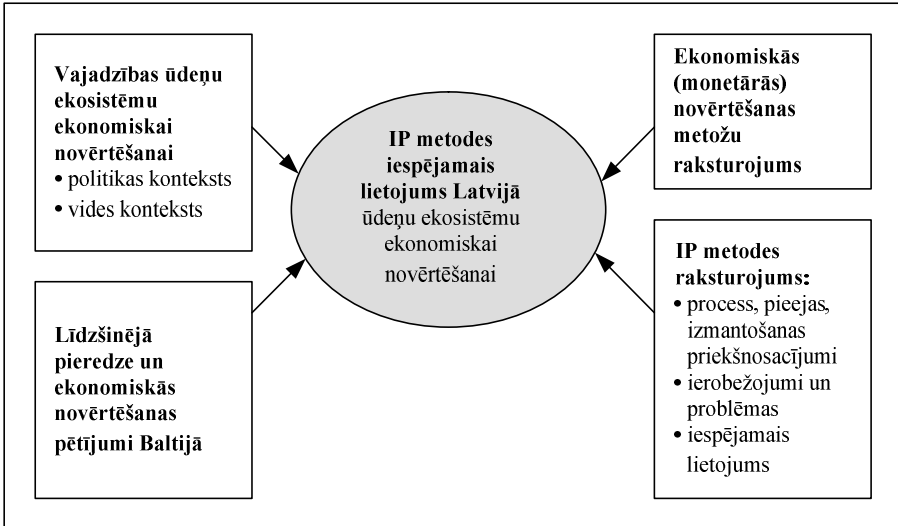 Vajadzības ūdeņu
ekosistēmu
ekonomiskai
novērtēšanai
• politikas konteksts
• vides konteksts
Līdzšinējā
pieredze un
ekonomiskās
novērtēšanas
pētījumi Baltijā
IP metodes
iespējamais
lietojums Latvijā
ūdeņu ekosistēmu
ekonomiskai
novērtēšanai
Ekonomiskās
(monetārās)
novērtēšanas
metožu
raksturojums
IP metodes
raksturojums:
• process, pieejas,
izmantošanas
priekšnosacījumi
• ierobežojumi un
problēmas
• iespējamais
lietojums